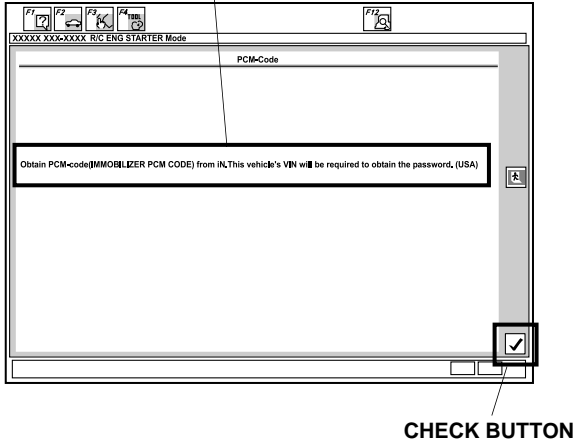 F1 F2 F3 F4 TOOL F12
XXXXX XXX-XXXX R/C ENG STARTER Mode
PCM-Code
Obtain PCM-code(IMMOBILIZER PCM CODE) from iN.This vehicle's VIN will be required to obtain the password. (USA)
CHECK BUTTON